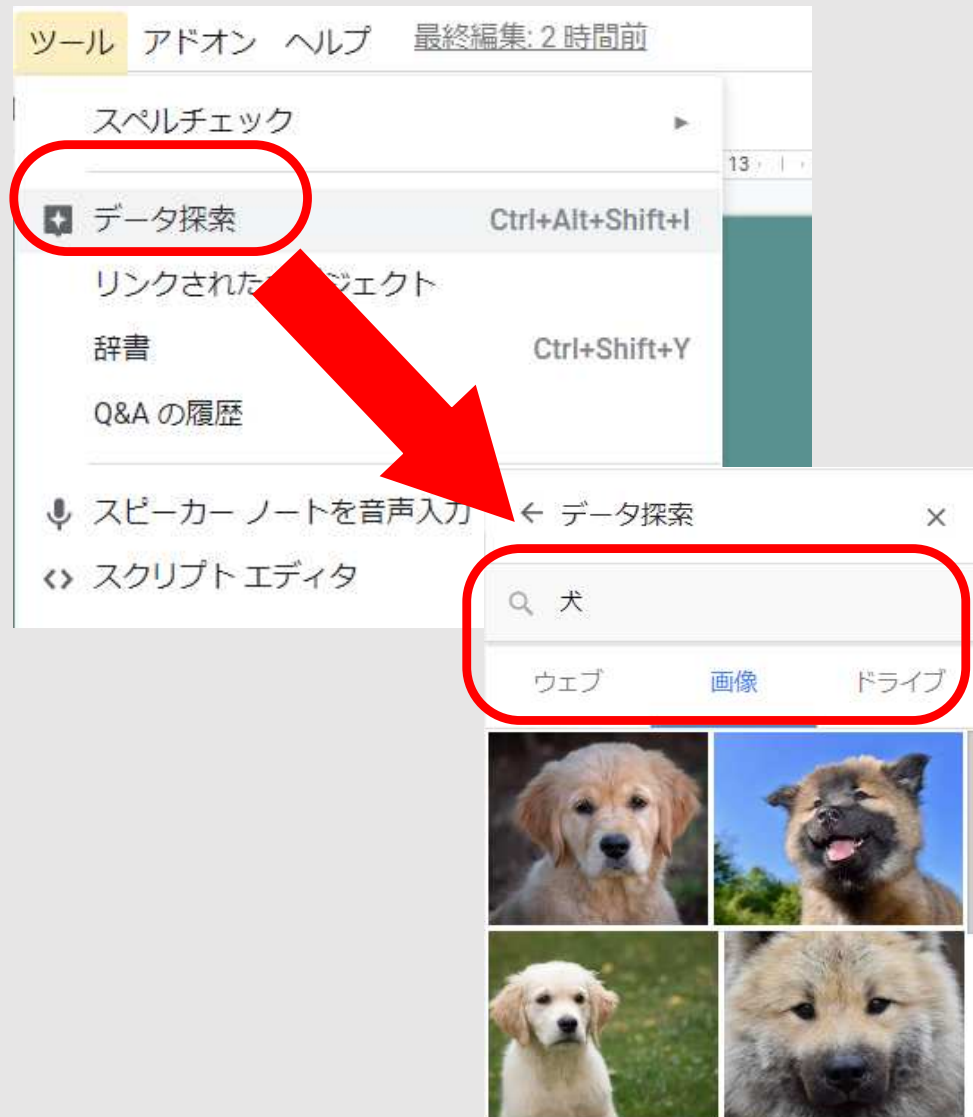 ツール アドオン ヘルプ 最終編集: 2 時間前
スペルチェック ►
13
データ探索 Ctrl+Alt+Shift+I
リンクされた ジェクト
辞書 Ctrl+Shift+Y
Q&A の履歴
スピーカー ノートを音声入力
スクリプト エディタ
← データ探索 ×
犬
ウェブ 画像 ドライブ